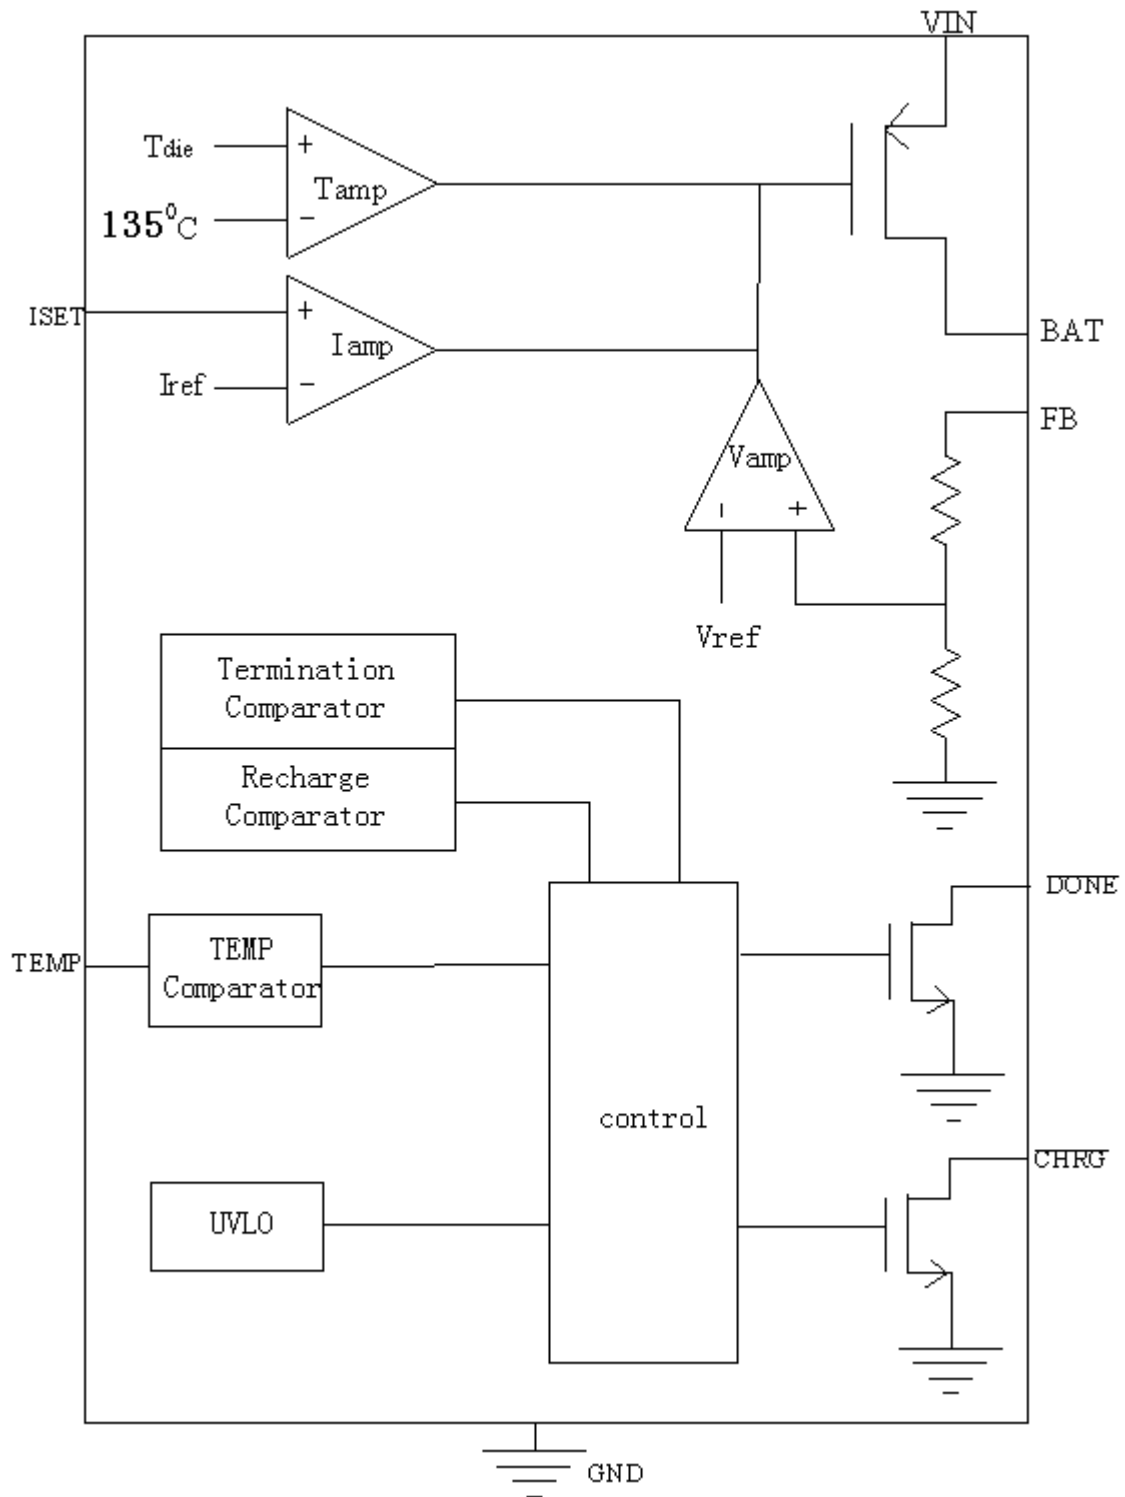 VIN
Tdie
+
Tamp
135⁰C
−
ISET
+
Iamp
BAT
Iref
−
FB
Vamp
− +
Vref
Termination
Comparator
Recharge
Comparator
DONE
TEMP
TEMP
Comparator
control
CHRG
UVLO
GND